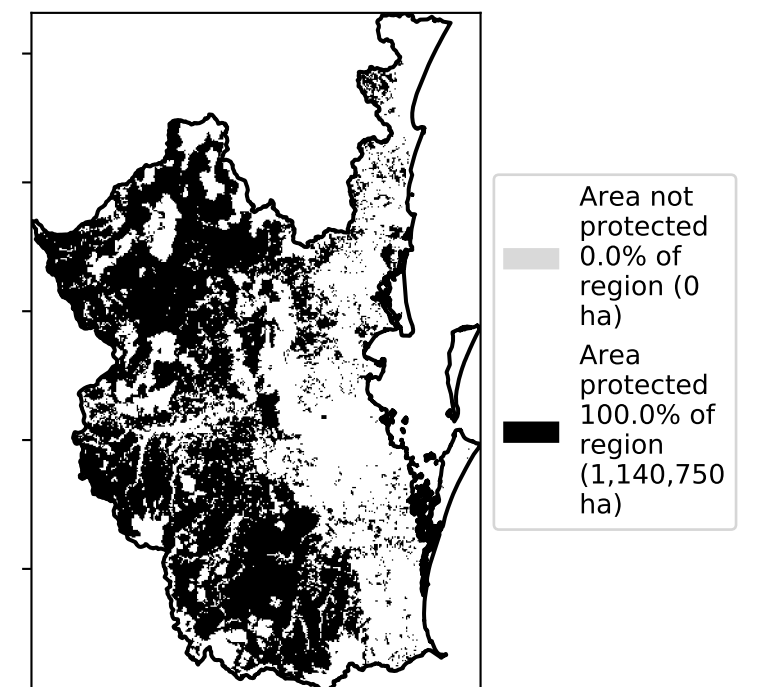 Area not
protected
0.0% of
region (0
ha)
Area
protected
100.0% of
region
(1,140,750
ha)